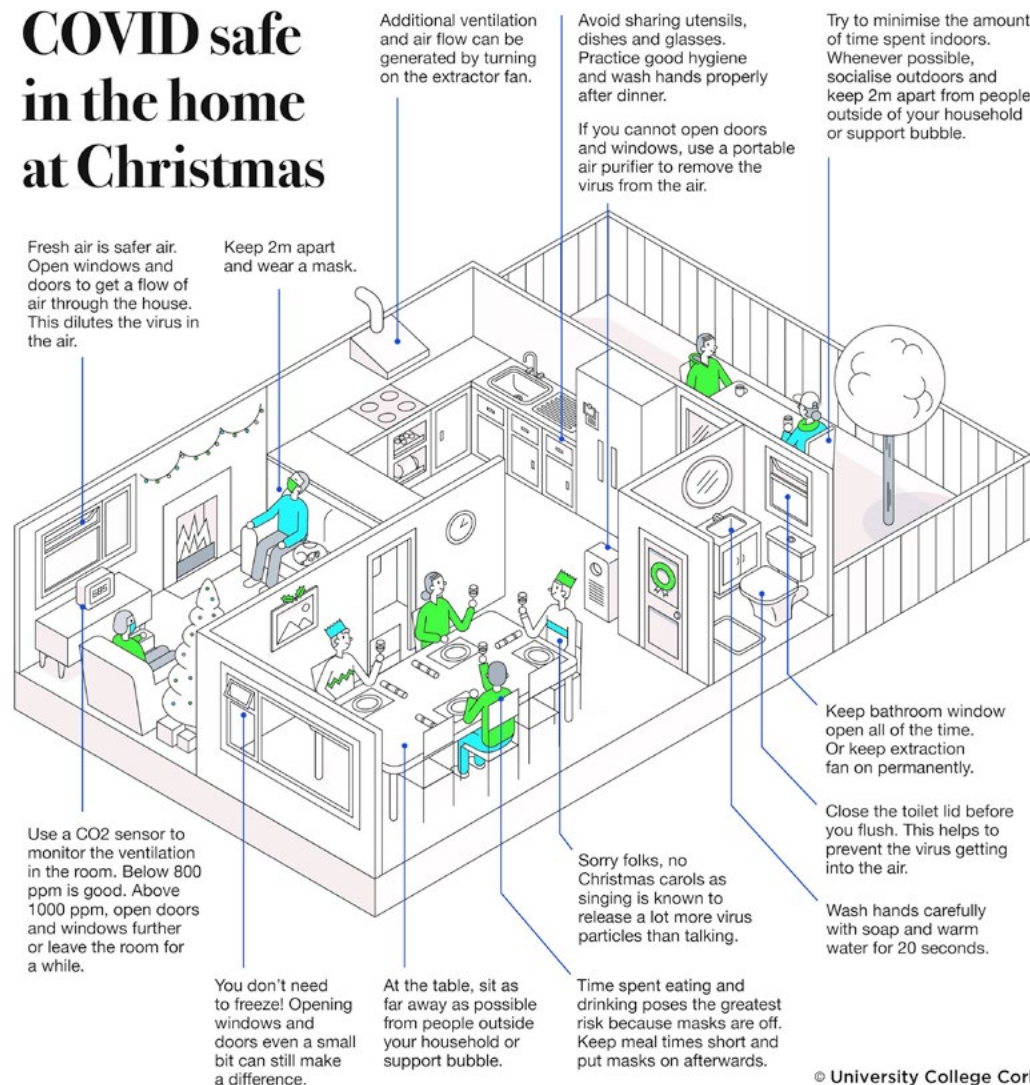 COVID safe
in the home
at Christmas
Additional ventilation
and air flow can be
generated by turning
on the extractor fan.
Avoid sharing utensils,
dishes and glasses.
Practice good hygiene
and wash hands properly
after dinner.
If you cannot open doors
and windows, use a portable
air purifier to remove the
virus from the air.
Try to minimise the amount
of time spent indoors.
Whenever possible,
socialise outdoors and
keep 2m apart from people
outside of your household
or support bubble.
Fresh air is safer air.
Open windows and
doors to get a flow of
air through the house.
This dilutes the virus in
the air.
Keep 2m apart
and wear a mask.
Keep bathroom window
open all of the time.
Or keep extraction
fan on permanently.
Close the toilet lid before
you flush. This helps to
prevent the virus getting
into the air.
Wash hands carefully
with soap and warm
water for 20 seconds.
Use a CO2 sensor to
monitor the ventilation
in the room. Below 800
ppm is good. Above
1000 ppm, open doors
and windows further
or leave the room for
a while.
You don't need
to freeze! Opening
windows and
doors even a small
bit can still make
a difference.
At the table, sit as
far away as possible
from people outside
your household or
support bubble.
Sorry folks, no
Christmas carols as
singing is known to
release a lot more virus
particles than talking.
Time spent eating and
drinking poses the greatest
risk because masks are off.
Keep meal times short and
put masks on afterwards.
© University College Cor